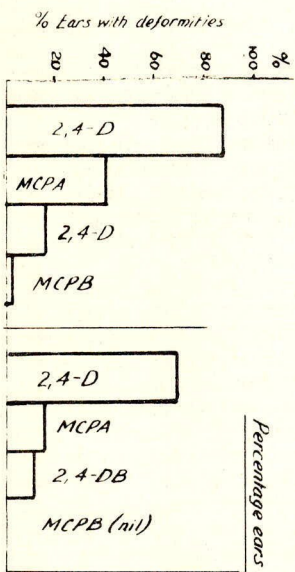 % Ears with deformities
%
20
40
60
80
100
2,4-D
MCPA
2,4-D
MCPB
2,4-D
MCPA
2,4-DB
MCPB (nil)
Percentage ears